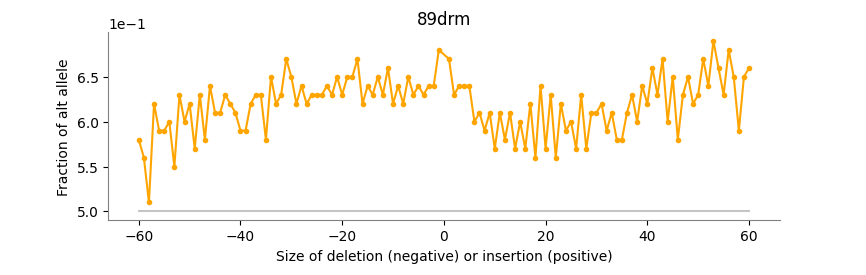 89drm
1e−1
6.5
6.0
5.5
5.0
Fraction of alt allele
−60 −40 −20 0 20 40 60
Size of deletion (negative) or insertion (positive)